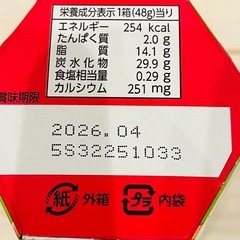 栄養成分表示 1箱(48g)当り
エネルギー 254 kcal
たんぱく質 2.0 g
脂質 14.1 g
炭水化物 29.9 g
食塩相当量 0.29 g
カルシウム 251 mg
賞味期限
2026.04
5S32251033
紙 外箱 プラ 内袋